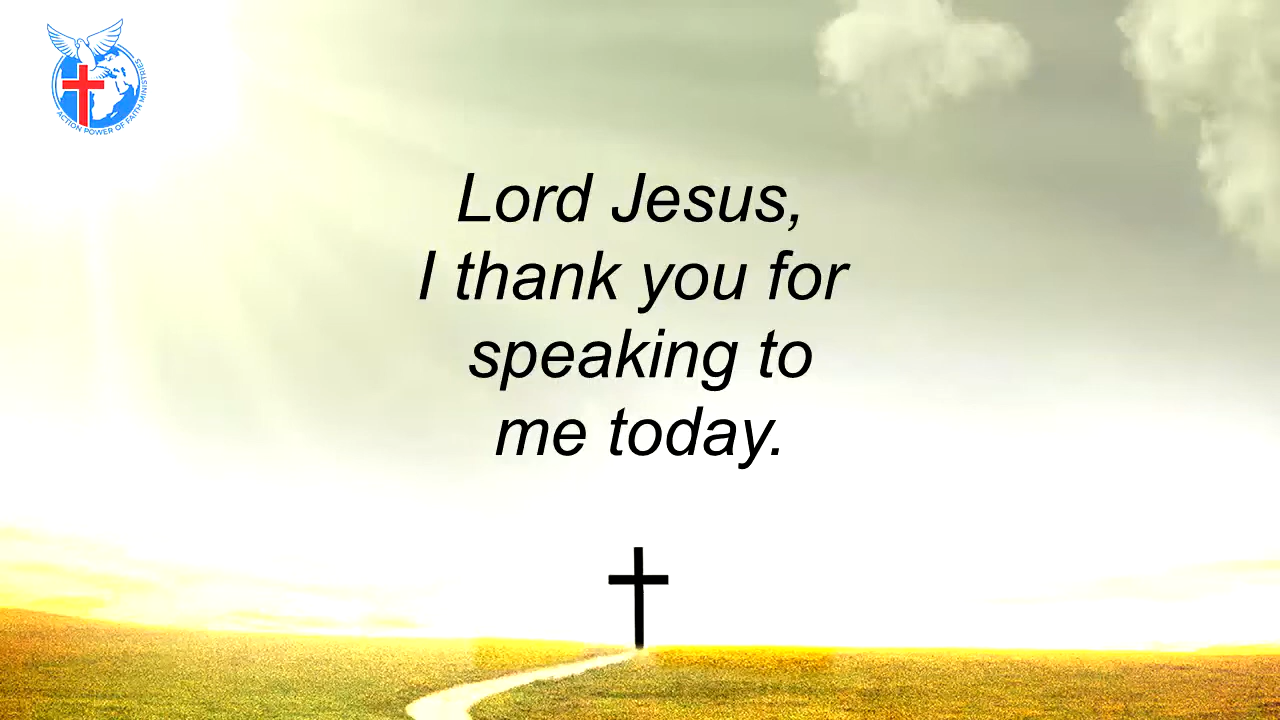 ACTION POWER OF FAITH MINISTRIES
Lord Jesus,
I thank you for
speaking to
me today.